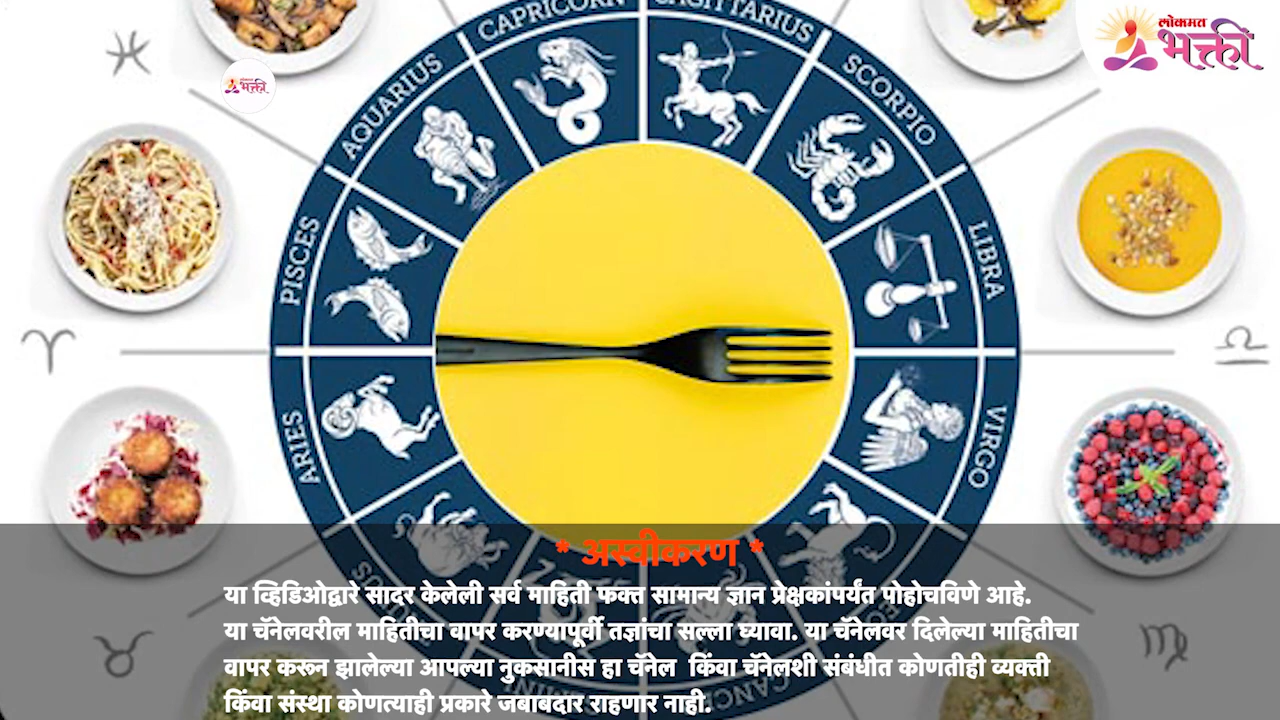 CAPRICORN
SAGITTARIUS
लोकमत
भक्ती
AQUARIUS
SCORPIO
लोकमत
भक्ती
PISCES
LIBRA
ARIES
VIRGO
* अस्वीकरण *
या व्हिडिओद्वारे सादर केलेली सर्व माहिती फक्त सामान्य ज्ञान प्रेक्षकांपर्यंत पोहोचविणे आहे.
या चॅनेलवरील माहितीचा वापर करण्यापूर्वी तज्ञांचा सल्ला घ्यावा. या चॅनेलवर दिलेल्या माहितीचा
वापर करून झालेल्या आपल्या नुकसानीस हा चॅनेल किंवा चॅनेलशी संबंधीत कोणतीही व्यक्ती
किंवा संस्था कोणत्याही प्रकारे जबाबदार राहणार नाही.